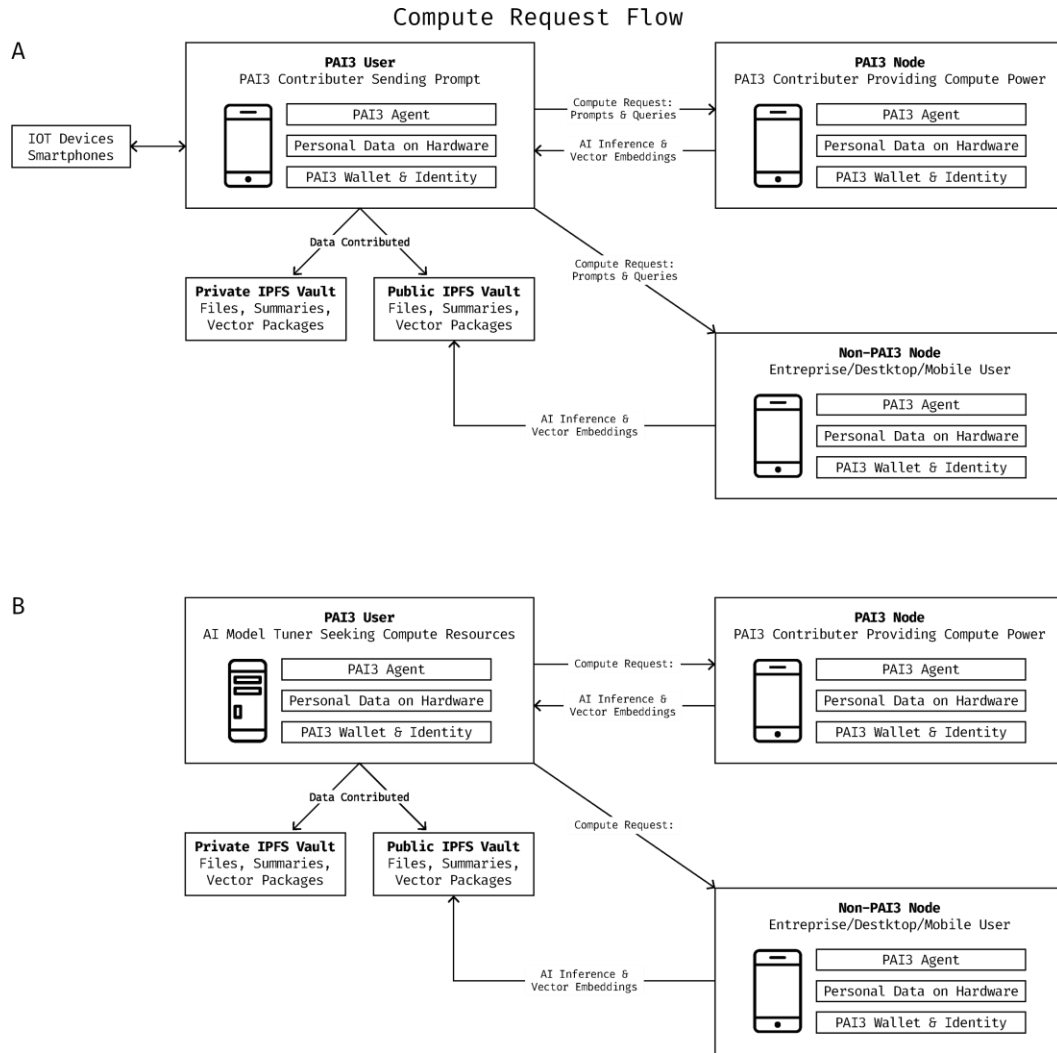 Compute Request Flow
A
PAI3 User
PAI3 Contributer Sending Prompt
PAI3 Agent
Personal Data on Hardware
PAI3 Wallet & Identity
IOT Devices
Smartphones
Compute Request:
Prompts & Queries
AI Inference &
Vector Embeddings
PAI3 Node
PAI3 Contributer Providing Compute Power
PAI3 Agent
Personal Data on Hardware
PAI3 Wallet & Identity
Data Contributed
Private IPFS Vault
Files, Summaries,
Vector Packages
Public IPFS Vault
Files, Summaries,
Vector Packages
Compute Request:
Prompts & Queries
AI Inference &
Vector Embeddings
Non-PAI3 Node
Entreprise/Destktop/Mobile User
PAI3 Agent
Personal Data on Hardware
PAI3 Wallet & Identity
B
PAI3 User
AI Model Tuner Seeking Compute Resources
PAI3 Agent
Personal Data on Hardware
PAI3 Wallet & Identity
Compute Request:
AI Inference &
Vector Embeddings
PAI3 Node
PAI3 Contributer Providing Compute Power
PAI3 Agent
Personal Data on Hardware
PAI3 Wallet & Identity
Data Contributed
Private IPFS Vault
Files, Summaries,
Vector Packages
Public IPFS Vault
Files, Summaries,
Vector Packages
Compute Request:
AI Inference &
Vector Embeddings
Non-PAI3 Node
Entreprise/Destktop/Mobile User
PAI3 Agent
Personal Data on Hardware
PAI3 Wallet & Identity